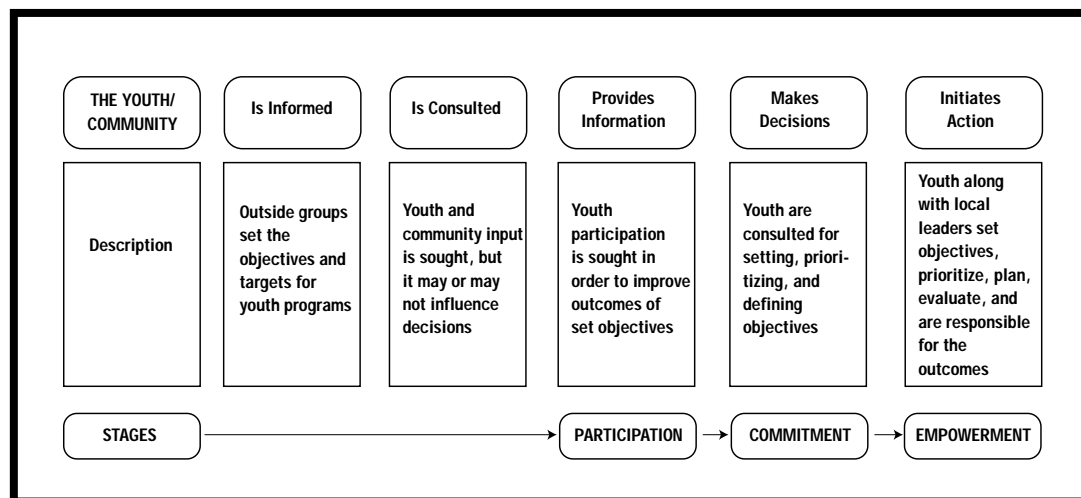 THE YOUTH/
COMMUNITY
Is Informed
Is Consulted
Provides
Information
Makes
Decisions
Initiates
Action
Description
Outside groups
set the
objectives and
targets for
youth programs
Youth and
community input
is sought, but
it may or may
not influence
decisions
Youth
participation
is sought in
order to improve
outcomes of
set objectives
Youth are
consulted for
setting, priori-
tizing, and
defining
objectives
Youth along
with local
leaders set
objectives,
prioritize, plan,
evaluate, and
are responsible
for the
outcomes
STAGES
PARTICIPATION
COMMITMENT
EMPOWERMENT